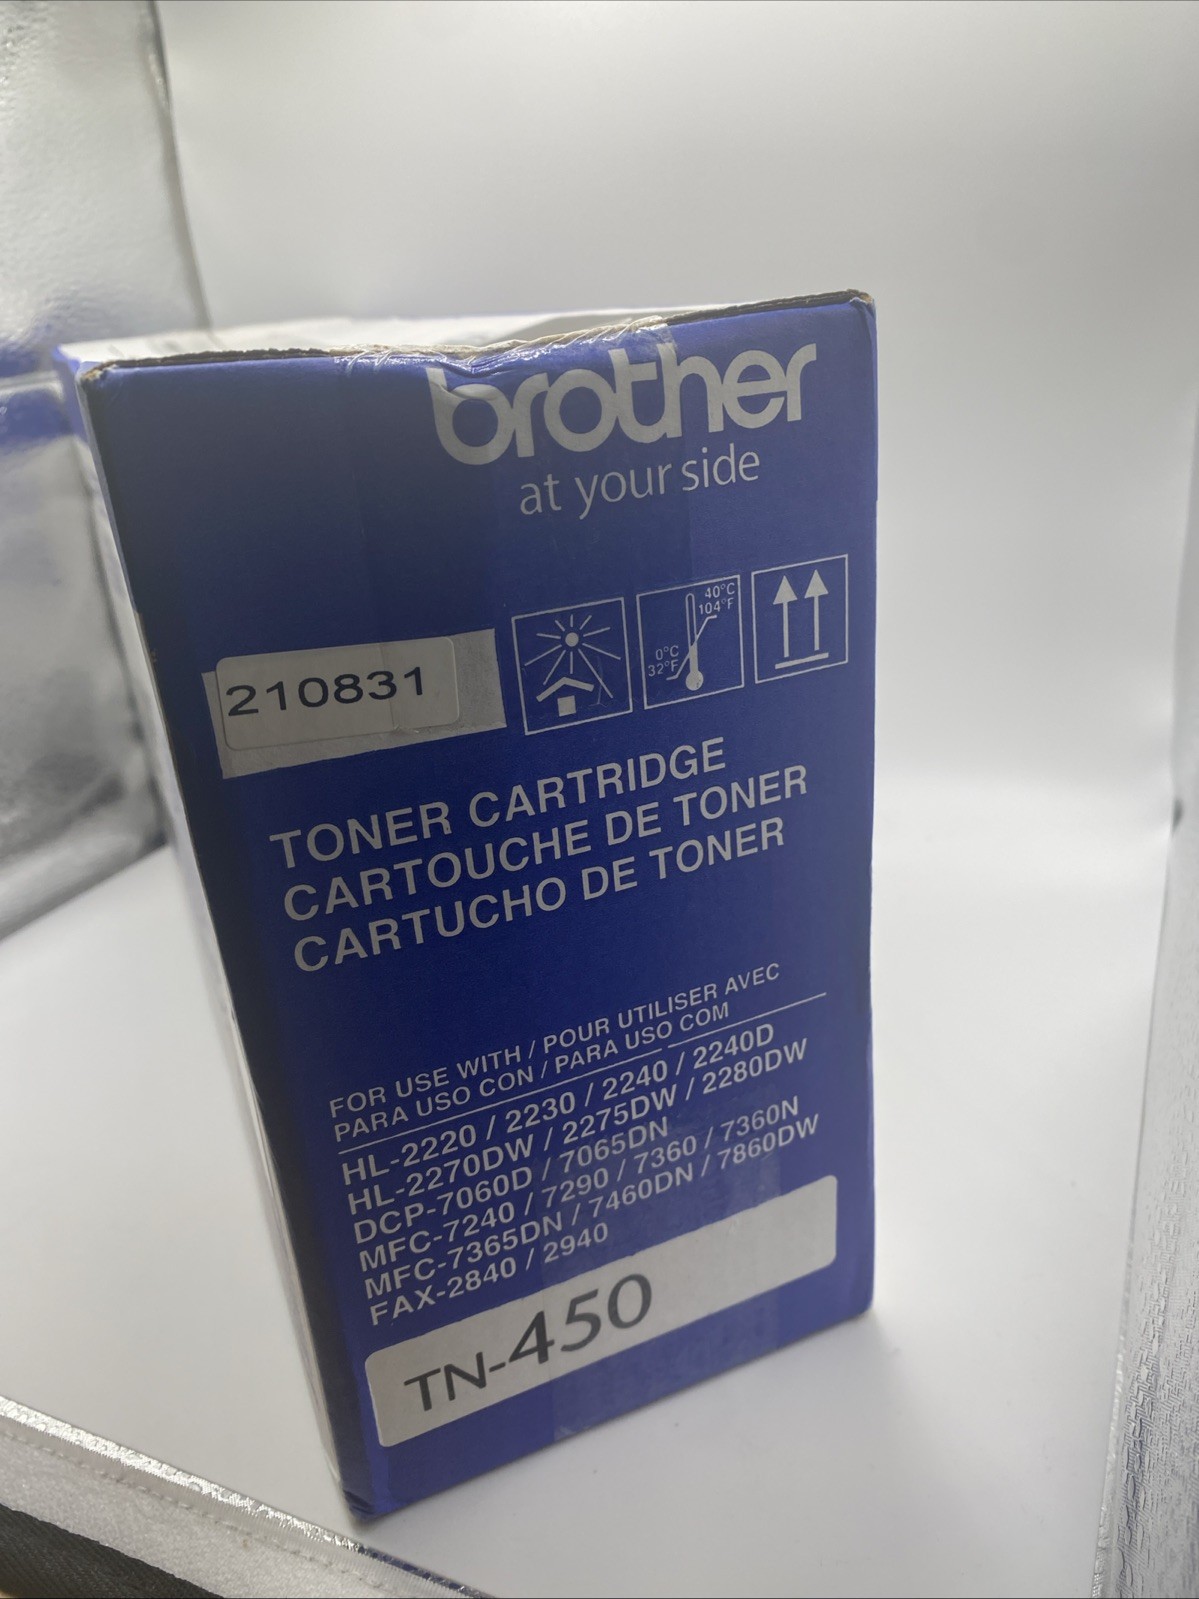 brother
at your side
40°C
104°F
0°C
32°F
210831
TONER CARTRIDGE
CARTOUCHE DE TONER
CARTUCHO DE TONER
FOR USE WITH / POUR UTILISER AVEC
PARA USO CON / PARA USO COM
HL-2220 / 2230 / 2240 / 2240D
HL-2270DW / 2275DW / 2280DW
DCP-7060D / 7065DN
MFC-7240 / 7290 / 7360 / 7360N
MFC-7365DN / 7460DN / 7860DW
FAX-2840 / 2940
TN-450